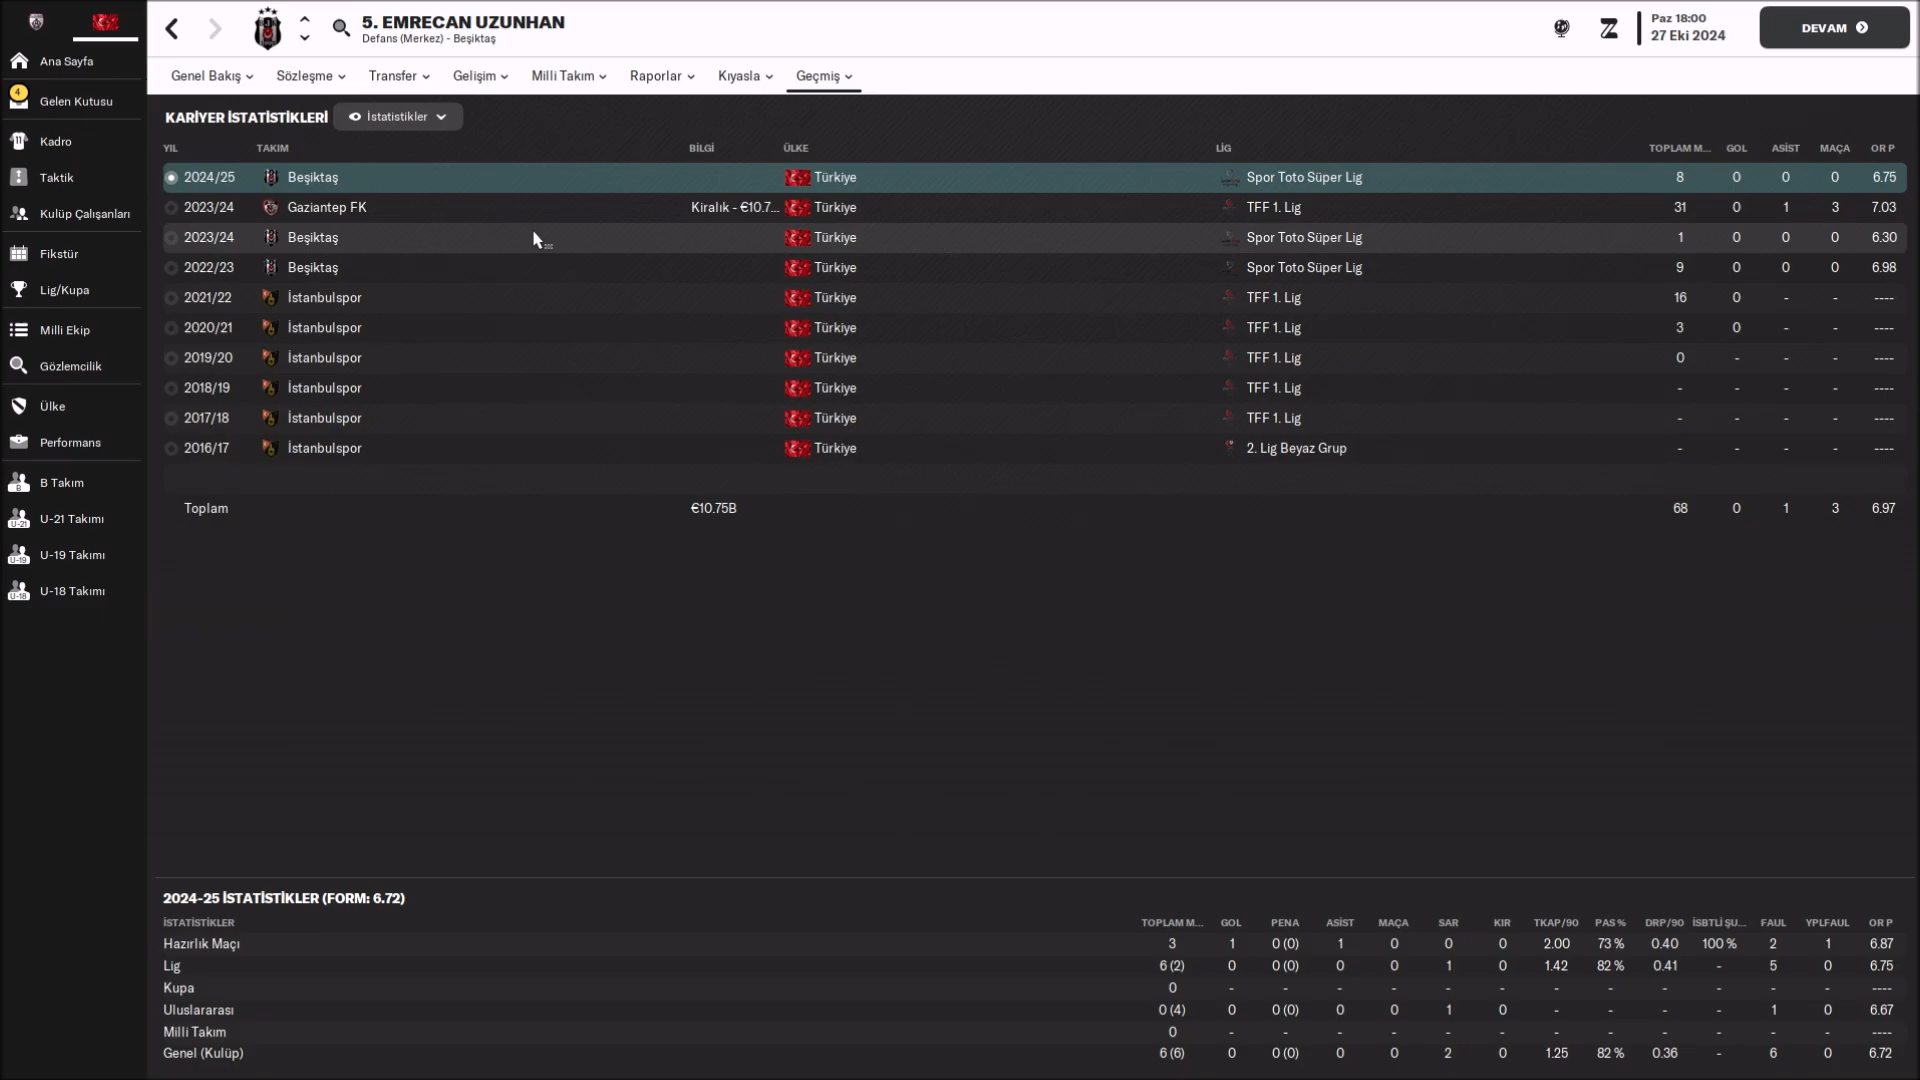 5. EMRECAN UZUNHAN
Defans (Merkez) - Beşiktaş
Paz 18:00
27 Eki 2024
DEVAM
Ana Sayfa
4
Gelen Kutusu
Kadro
Taktik
Kulüp Çalışanları
Fikstür
Lig/Kupa
Milli Ekip
Gözlemcilik
Ülke
Performans
B
B Takım
U-21
U-21 Takımı
U-19
U-19 Takımı
U-18
U-18 Takımı
Genel Bakış Sözleşme Transfer Gelişim Milli Takım Raporlar Kıyasla Geçmiş
KARİYER İSTATİSTİKLERİ İstatistikler
YIL TAKIM BİLGİ ÜLKE LİG TOPLAM M... GOL ASİST MAÇA OR P
2024/25 Beşiktaş Türkiye Spor Toto Süper Lig 8 0 0 0 6.75
2023/24 Gaziantep FK Kiralık - €10.7... Türkiye TFF 1. Lig 31 0 1 3 7.03
2023/24 Beşiktaş Türkiye Spor Toto Süper Lig 1 0 0 0 6.30
2022/23 Beşiktaş Türkiye Spor Toto Süper Lig 9 0 0 0 6.98
2021/22 İstanbulspor Türkiye TFF 1. Lig 16 0 - - ----
2020/21 İstanbulspor Türkiye TFF 1. Lig 3 0 - - ----
2019/20 İstanbulspor Türkiye TFF 1. Lig 0 - - - ----
2018/19 İstanbulspor Türkiye TFF 1. Lig - - - - ----
2017/18 İstanbulspor Türkiye TFF 1. Lig - - - - ----
2016/17 İstanbulspor Türkiye 2. Lig Beyaz Grup - - - - ----
Toplam €10.75B 68 0 1 3 6.97
2024-25 İSTATİSTİKLER (FORM: 6.72)
İSTATİSTİKLER TOPLAM M... GOL PENA ASİST MAÇA SAR KIR TKAP/90 PAS % DRP/90 İSBTLİ ŞU... FAUL YPLFAUL OR P
Hazırlık Maçı 3 1 0 (0) 1 0 0 0 2.00 73 % 0.40 100 % 2 1 6.87
Lig 6 (2) 0 0 (0) 0 0 1 0 1.42 82 % 0.41 - 5 0 6.75
Kupa 0 - - - - - - - - - - - - ----
Uluslararası 0 (4) 0 0 (0) 0 0 1 0 - - - - 1 0 6.67
Milli Takım 0 - - - - - - - - - - - - ----
Genel (Kulüp) 6 (6) 0 0 (0) 0 0 2 0 1.25 82 % 0.36 - 6 0 6.72